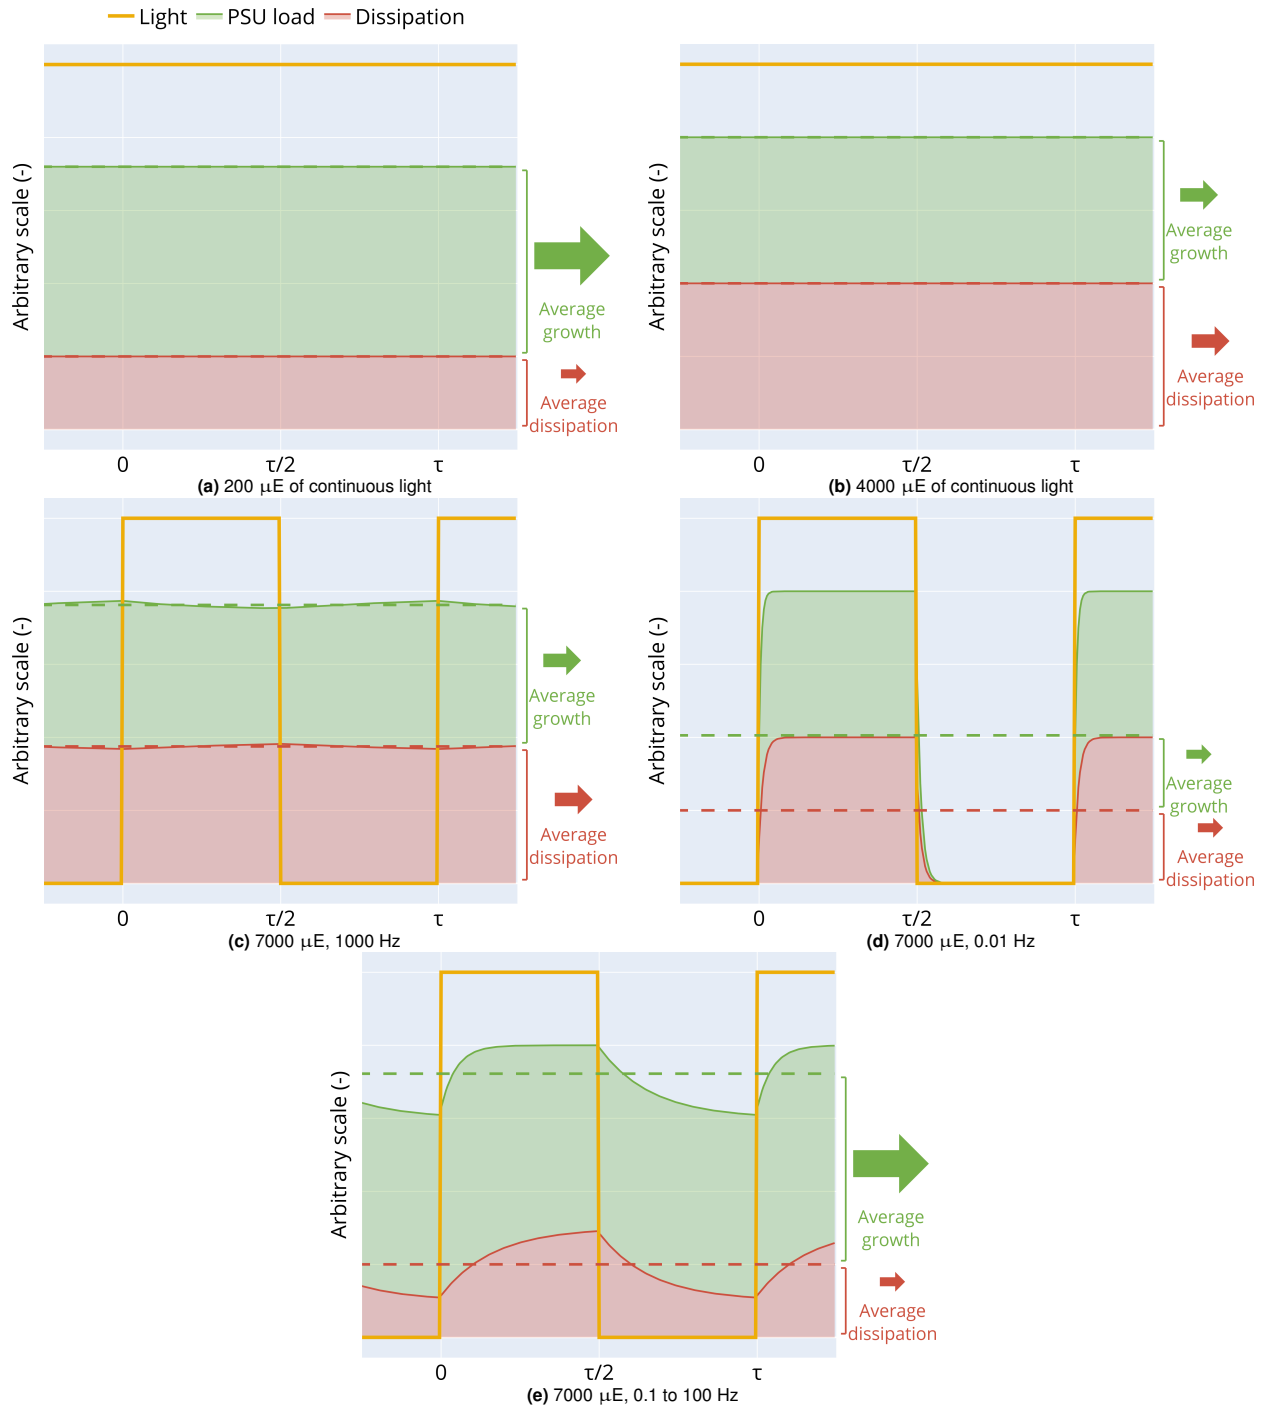 Light PSU load Dissipation
Arbitrary scale (-)
Average
growth
Average
dissipation
0 τ/2 τ
(a) 200 µE of continuous light
Arbitrary scale (-)
Average
growth
Average
dissipation
0 τ/2 τ
(b) 4000 µE of continuous light
Arbitrary scale (-)
Average
growth
Average
dissipation
0 τ/2 τ
(c) 7000 µE, 1000 Hz
Arbitrary scale (-)
Average
growth
Average
dissipation
0 τ/2 τ
(d) 7000 µE, 0.01 Hz
Arbitrary scale (-)
Average
growth
Average
dissipation
0 τ/2 τ
(e) 7000 µE, 0.1 to 100 Hz